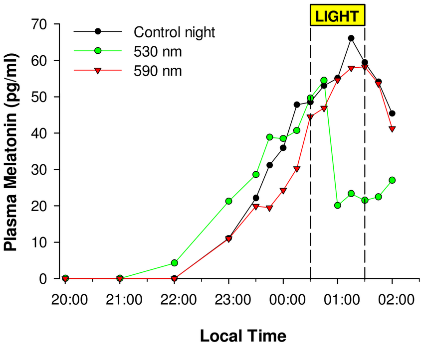 LIGHT
Control night
530 nm
590 nm
Plasma Melatonin (pg/ml)
70
60
50
40
30
20
10
0
20:00 21:00 22:00 23:00 00:00 01:00 02:00
Local Time